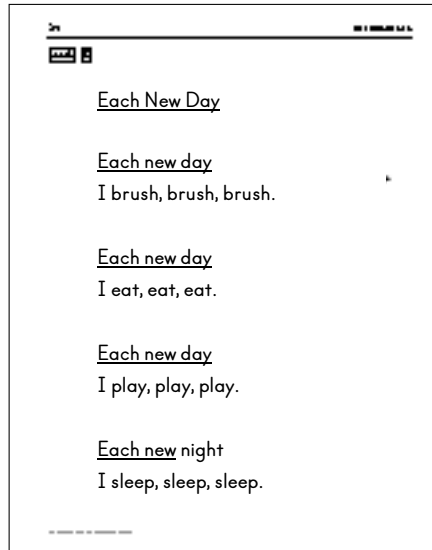 Each New Day
Each new day
I brush, brush, brush.
Each new day
I eat, eat, eat.
Each new day
I play, play, play.
Each new night
I sleep, sleep, sleep.